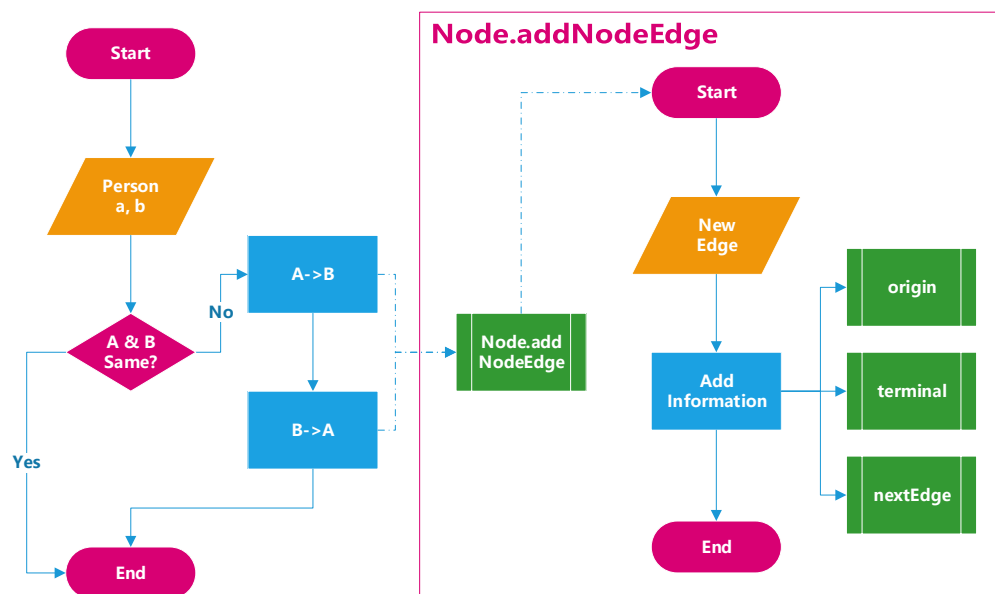 Node.addNodeEdge
Start
Person
a, b
A & B
Same?
Yes
No
A->B
B->A
End
Node.add
NodeEdge
Start
New
Edge
Add
Information
origin
terminal
nextEdge
End